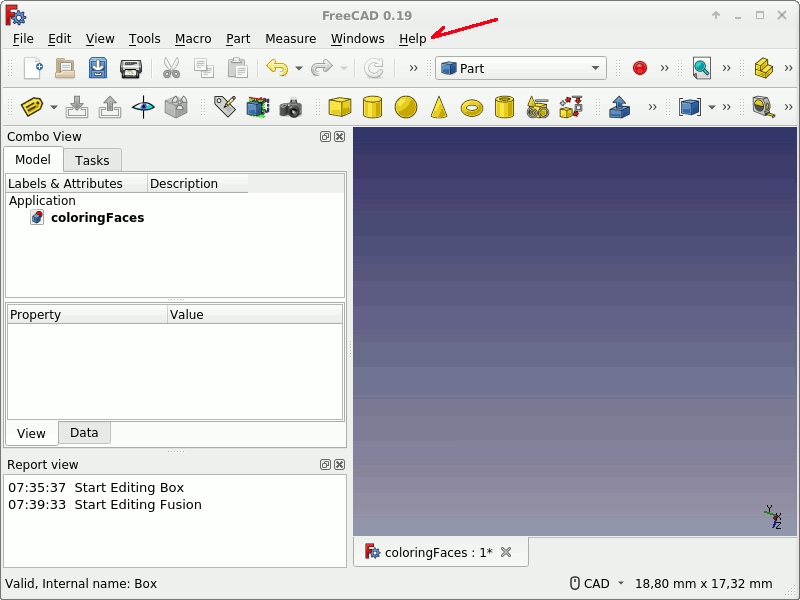 FreeCAD 0.19
File Edit View Tools Macro Part Measure Windows Help
Part
Combo View
Model Tasks
Labels & Attributes Description
Application
coloringFaces
Property Value
View Data
Report view
07:35:37 Start Editing Box
07:39:33 Start Editing Fusion
Y X Z
coloringFaces : 1*
Valid, Internal name: Box CAD 18,80 mm x 17,32 mm